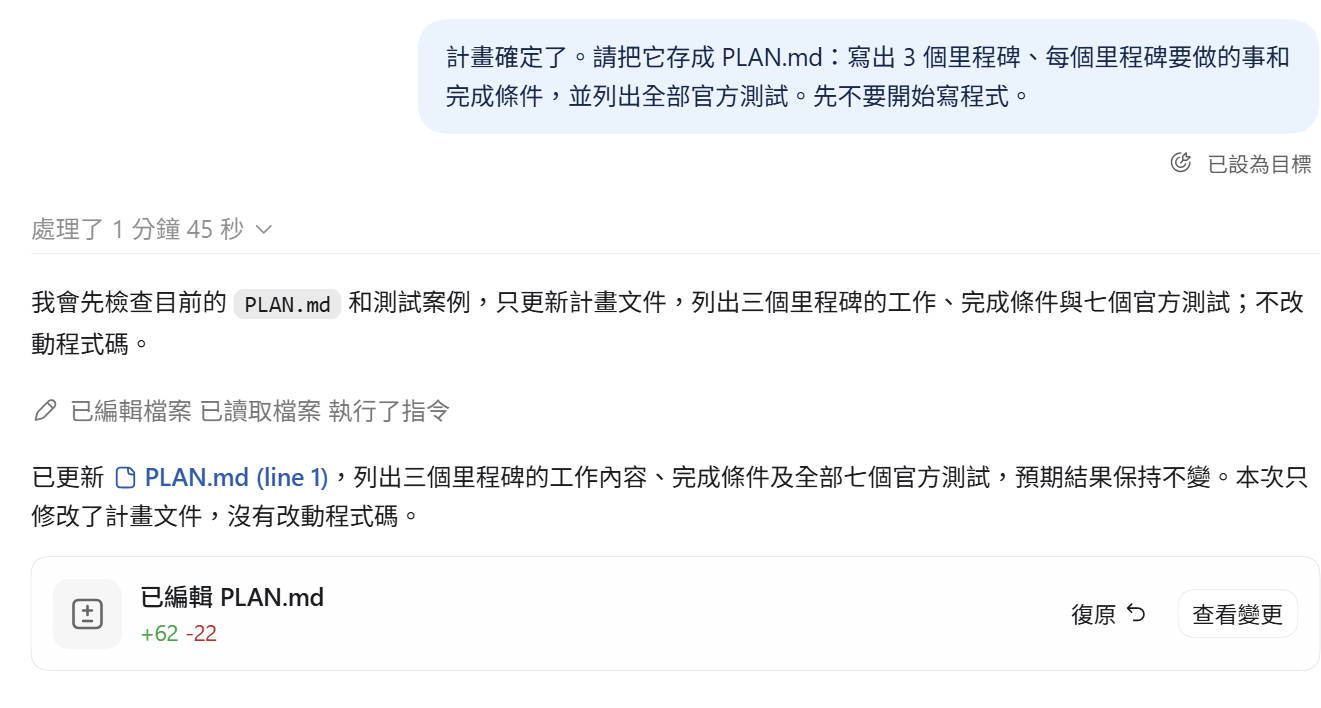 計畫確定了。請把它存成 PLAN.md：寫出 3 個里程碑、每個里程碑要做的事和
完成條件，並列出全部官方測試。先不要開始寫程式。
已設為目標
處理了 1 分鐘 45 秒
我會先檢查目前的 PLAN.md 和測試案例，只更新計畫文件，列出三個里程碑的工作、完成條件與七個官方測試；不改
動程式碼。
已編輯檔案 已讀取檔案 執行了指令
已更新 PLAN.md (line 1)，列出三個里程碑的工作內容、完成條件及全部七個官方測試，預期結果保持不變。本次只
修改了計畫文件，沒有改動程式碼。
已編輯 PLAN.md
+62 -22
復原
查看變更